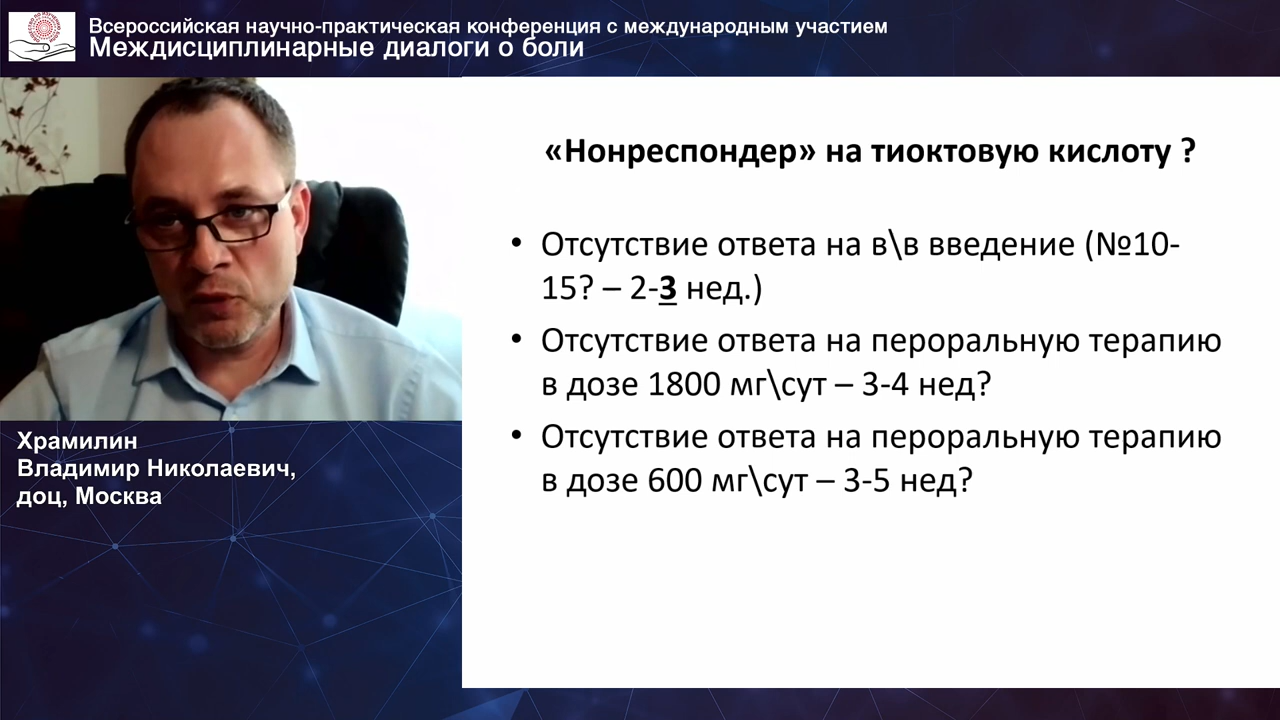 Всероссийская научно-практическая конференция с международным участием
Междисциплинарные диалоги о боли
«Нонреспондер» на тиоктовую кислоту ?
• Отсутствие ответа на в\в введение (№10-
15? – 2-3 нед.)
• Отсутствие ответа на пероральную терапию
в дозе 1800 мг\сут – 3-4 нед?
• Отсутствие ответа на пероральную терапию
в дозе 600 мг\сут – 3-5 нед?
Храмилин
Владимир Николаевич,
доц, Москва